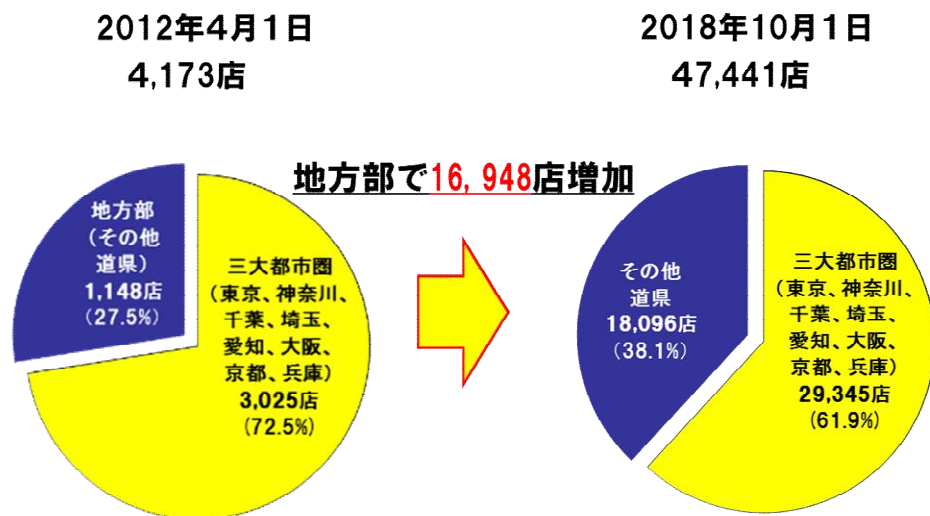 2012年4月1日
4,173店
2018年10月1日
47,441店
地方部で16,948店増加
地方部
(その他
道県)
1,148店
(27.5%)
三大都市圏
(東京、神奈川、
千葉、埼玉、
愛知、大阪、
京都、兵庫)
3,025店
(72.5%)
その他
道県
18,096店
(38.1%)
三大都市圏
(東京、神奈川、
千葉、埼玉、
愛知、大阪、
京都、兵庫)
29,345店
(61.9%)